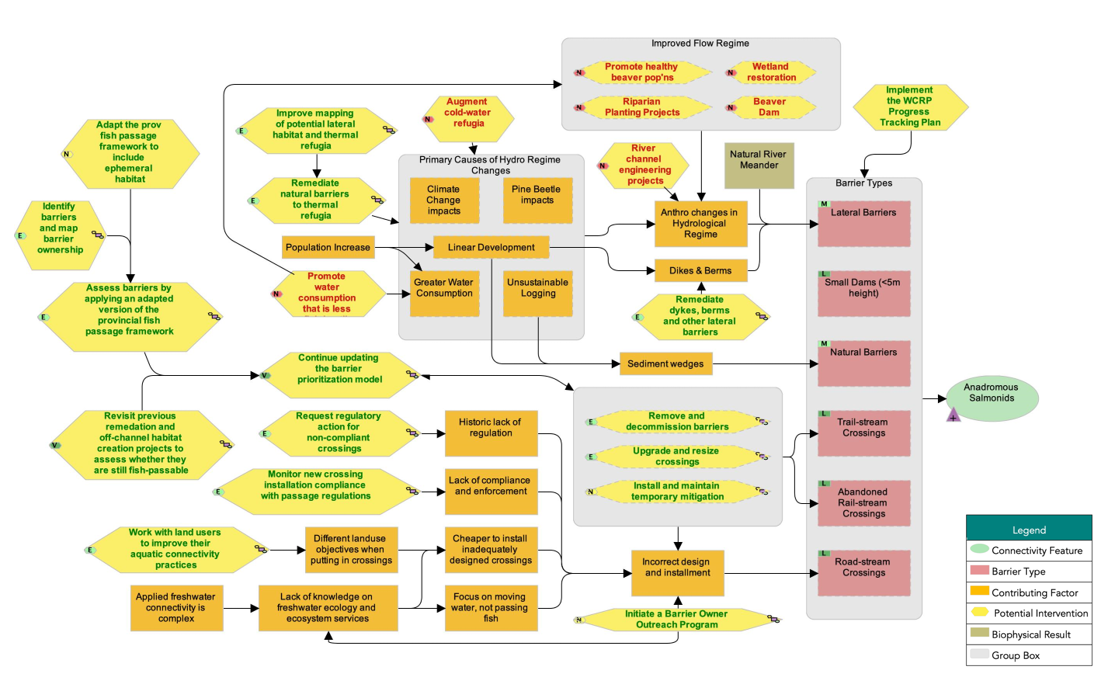 Improved Flow Regime
N
Promote healthy
beaver pop'ns
N
Wetland
restoration
N
Riparian
Planting Projects
N
Beaver
Dam
Implement
the WCRP
Progress
Tracking Plan
Augment
cold-water
refugia
N
Improve mapping
of potential lateral
habitat and thermal
refugia
E
Adapt the prov
fish passage
framework to
include
ephemeral
habitat
N
River
channel
engineering
projects
N
Natural River
Meander
Primary Causes of Hydro Regime
Changes
Climate
Change
impacts
Pine Beetle
impacts
Remediate
natural barriers
to thermal
refugia
E
Barrier Types
M
Lateral Barriers
Identify
barriers
and map
barrier
ownership
E
Anthro changes in
Hydrological
Regime
Population Increase
Linear Development
Dikes & Berms
Promote
water
consumption
that is less
N
Greater Water
Consumption
Unsustainable
Logging
L
Small Dams (<5m
height)
Assess barriers by
applying an adapted
version of the
provincial fish
passage framework
E
Remediate
dykes, berms
and other lateral
barriers
E
M
Natural Barriers
Sediment wedges
Continue updating
the barrier
prioritization model
V
Anadromous
Salmonids
+
Revisit previous
remedation and
off-channel habitat
creation projects to
assess whether they
are still fish-passable
V
Request regulatory
action for
non-compliant
crossings
E
Historic lack of
regulation
Remove and
decommission barriers
E
Upgrade and resize
crossings
E
Install and maintain
temporary mitigation
N
L
Trail-stream
Crossings
Monitor new crossing
installation compliance
with passage regulations
E
Lack of compliance
and enforcement
L
Abandoned
Rail-stream
Crossings
Work with land users
to improve their
aquatic connectivity
practices
E
Different landuse
objectives when
putting in crossings
Cheaper to install
inadequately
designed crossings
Incorrect design
and installment
L
Road-stream
Crossings
Applied freshwater
connectivity is
complex
Lack of knowledge on
freshwater ecology and
ecosystem services
Focus on moving
water, not passing
fish
Initiate a Barrier Owner
Outreach Program
N
Legend
Connectivity Feature
Barrier Type
Contributing Factor
Potential Intervention
Biophysical Result
Group Box